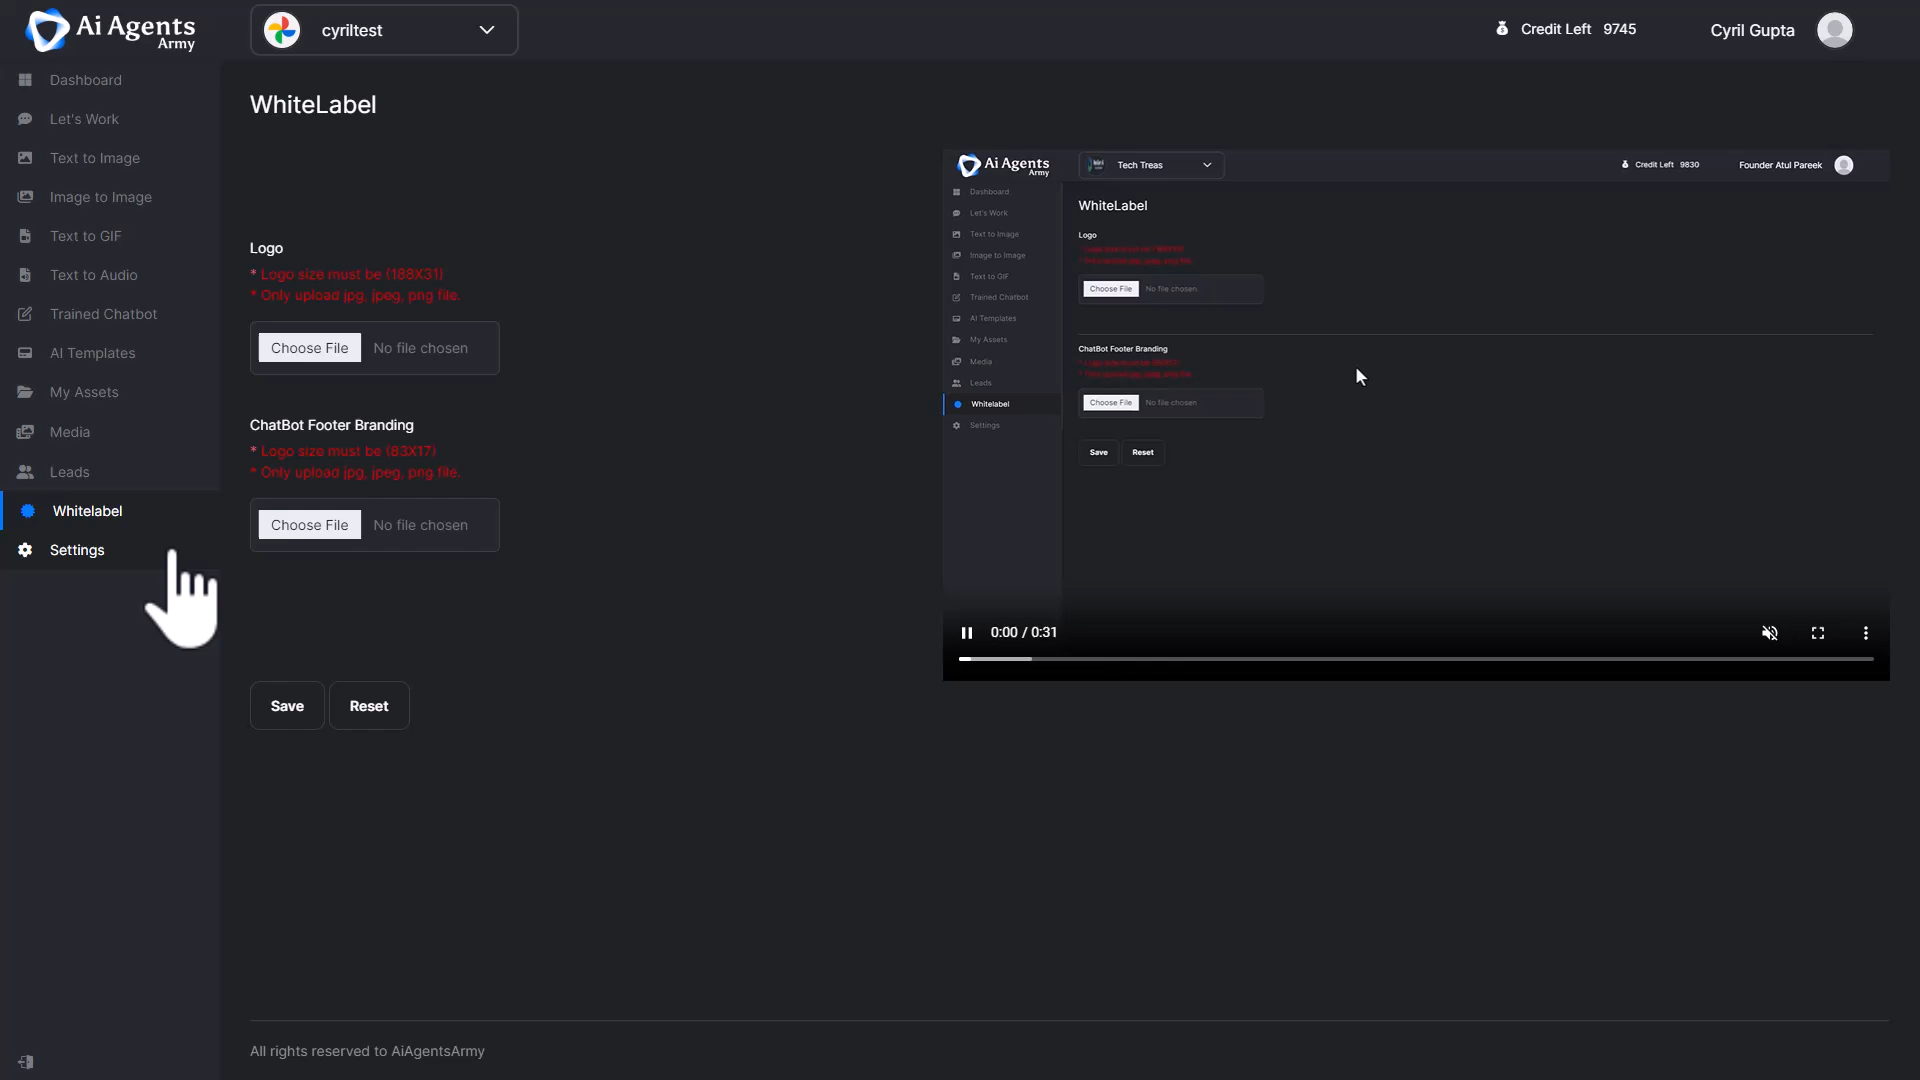 Ai Agents
Army
cyriltest
Credit Left 9745
Cyril Gupta
Dashboard
Let's Work
Text to Image
Image to Image
Text to GIF
Text to Audio
Trained Chatbot
AI Templates
My Assets
Media
Leads
Whitelabel
Settings
WhiteLabel
Logo
* Logo size must be (188X31)
* Only upload jpg, jpeg, png file.
Choose File No file chosen
ChatBot Footer Branding
* Logo size must be (83X17)
* Only upload jpg, jpeg, png file.
Choose File No file chosen
Save Reset
Ai Agents
Army
Tech Treas
Credit Left 9830
Founder Atul Pareek
Dashboard
Let's Work
Text to Image
Image to Image
Text to GIF
Trained Chatbot
AI Templates
My Assets
Media
Leads
Whitelabel
Settings
WhiteLabel
Logo
Choose File No file chosen
ChatBot Footer Branding
Choose File No file chosen
Save Reset
0:00 / 0:31
All rights reserved to AiAgentsArmy